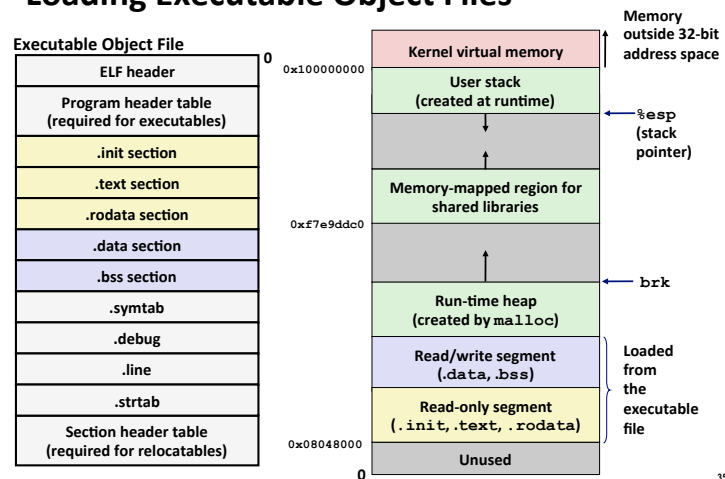 Loading Executable Object Files
Executable Object File
0
ELF header
Program header table
(required for executables)
.init section
.text section
.rodata section
.data section
.bss section
.symtab
.debug
.line
.strtab
Section header table
(required for relocatables)
0x100000000
Kernel virtual memory
Memory
outside 32-bit
address space
User stack
(created at runtime)
%esp
(stack
pointer)
Memory-mapped region for
shared libraries
0xf7e9ddc0
brk
Run-time heap
(created by malloc)
Read/write segment
(.data, .bss)
Read-only segment
(.init, .text, .rodata)
Loaded
from
the
executable
file
0x08048000
Unused
0
35